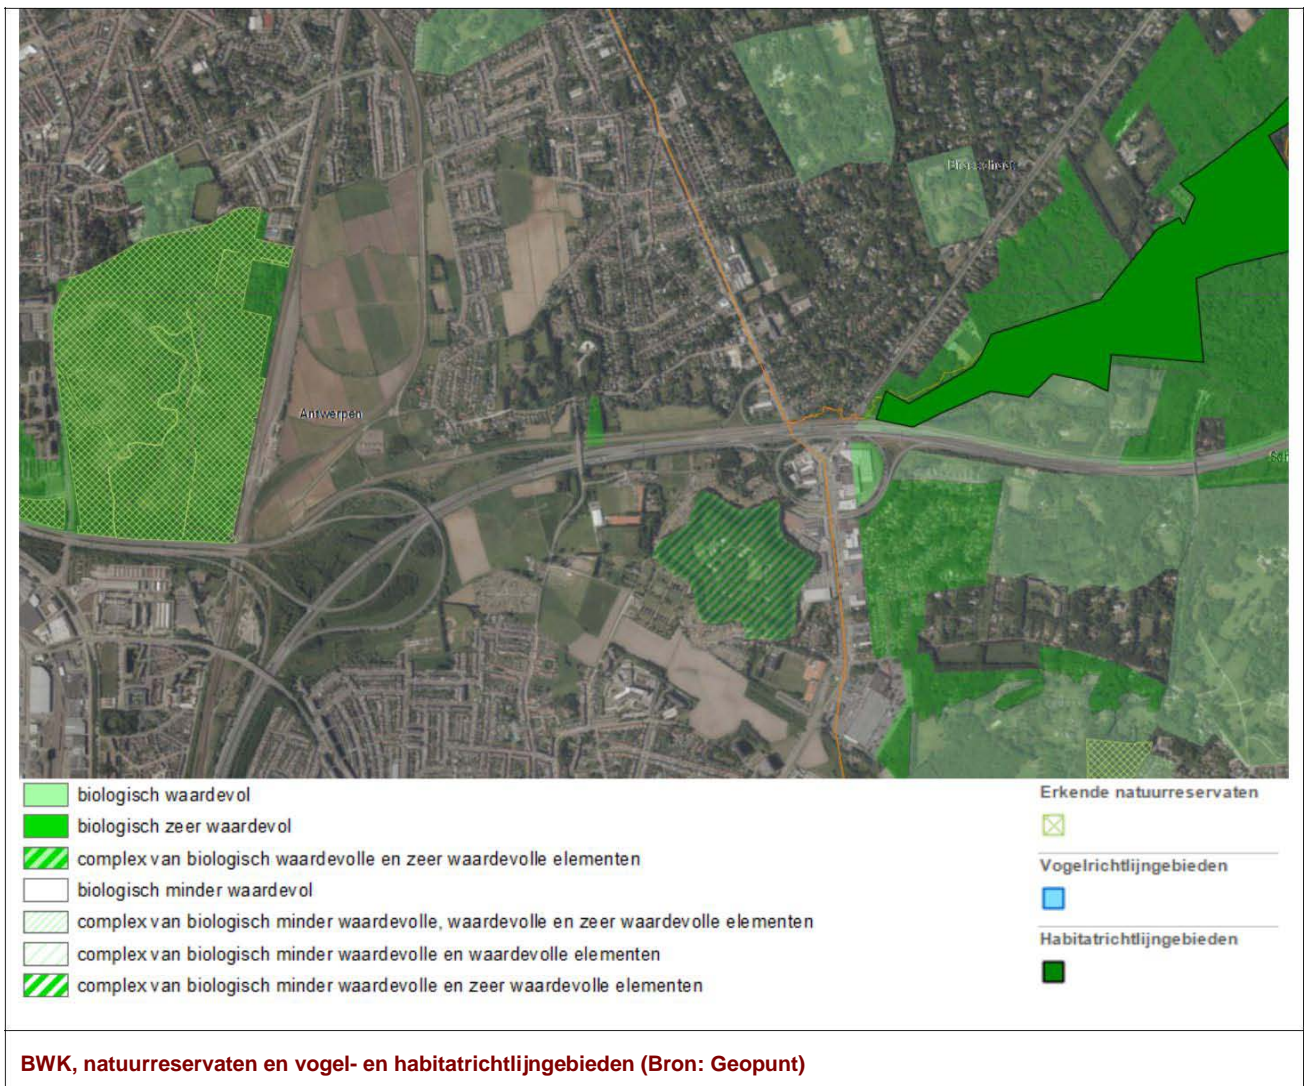 Brasschaat
Antwerpen
biologisch waardevol
biologisch zeer waardevol
complex van biologisch waardevolle en zeer waardevolle elementen
biologisch minder waardevol
complex van biologisch minder waardevolle, waardevolle en zeer waardevolle elementen
complex van biologisch minder waardevolle en waardevolle elementen
complex van biologisch minder waardevolle en zeer waardevolle elementen
Erkende natuurreservaten
Vogelrichtlijngebieden
Habitatrichtlijngebieden
BWK, natuurreservaten en vogel- en habitatrichtlijngebieden (Bron: Geopunt)